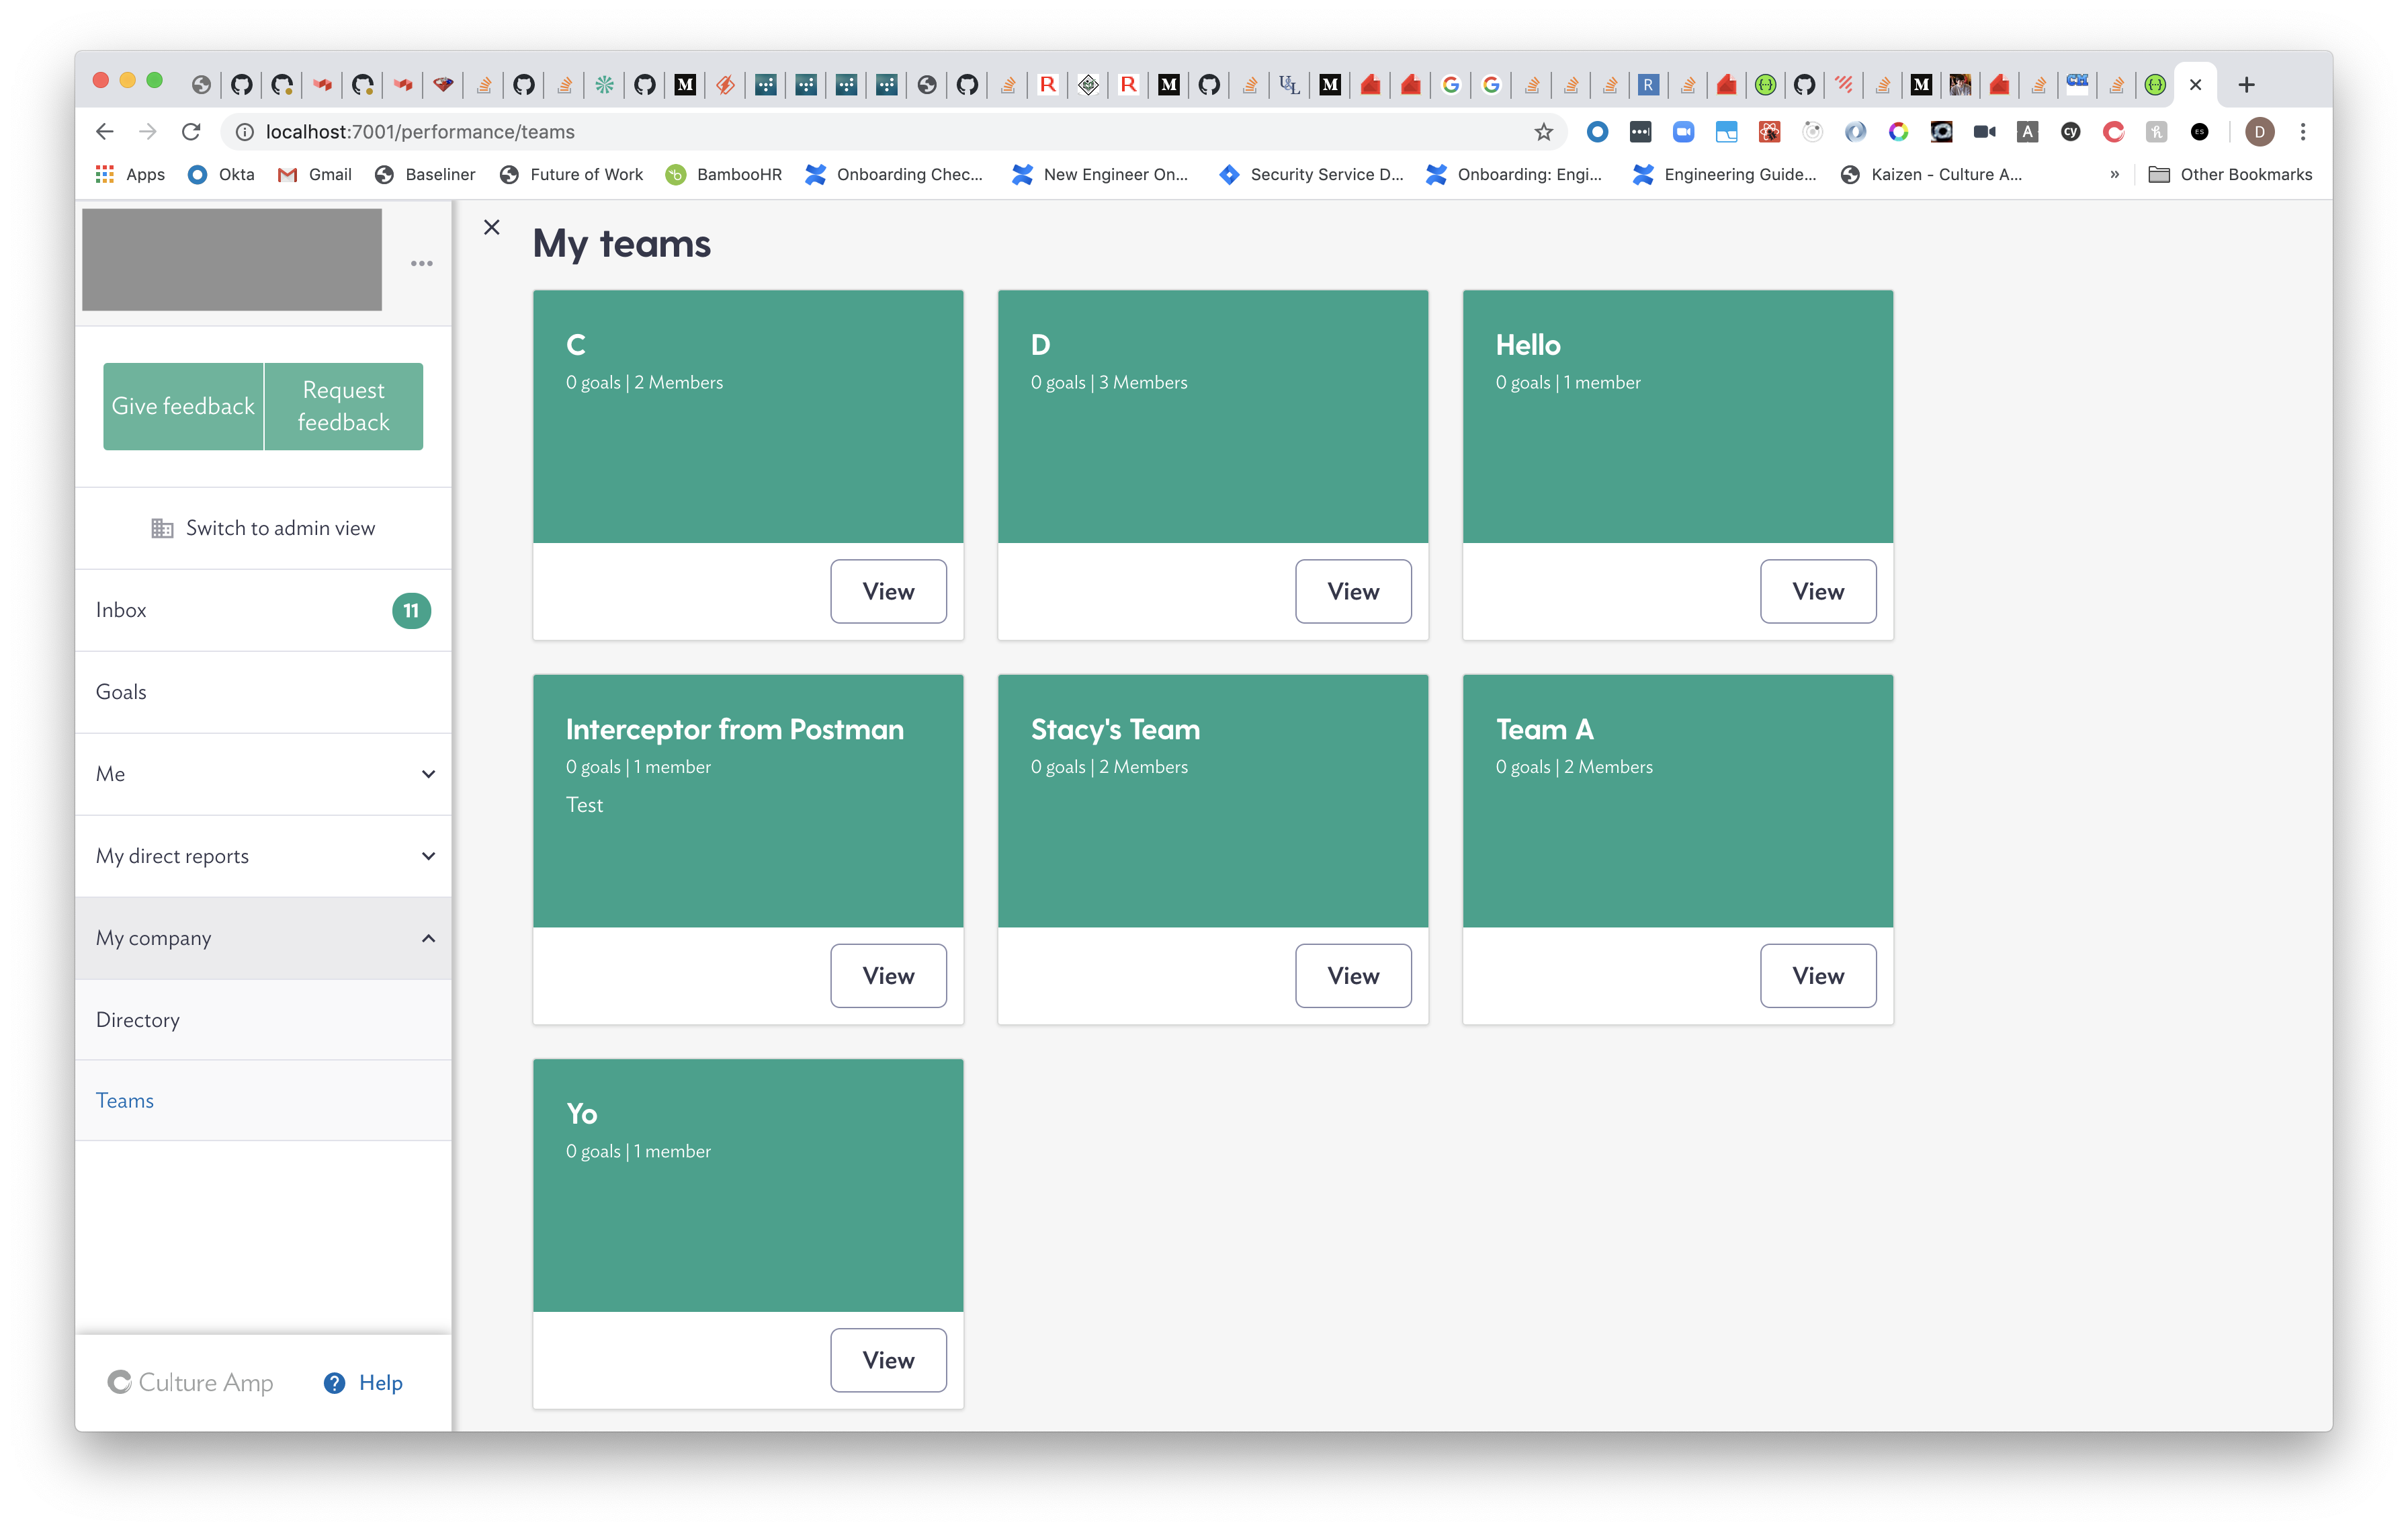 localhost:7001/performance/teams
Apps Okta Gmail Baseliner Future of Work BambooHR Onboarding Chec... New Engineer On... Security Service D... Onboarding: Engi... Engineering Guide... Kaizen - Culture A... » Other Bookmarks
My teams
Give feedback
Request
feedback
Switch to admin view
Inbox 11
Goals
Me
My direct reports
My company
Directory
Teams
Culture Amp
Help
C
0 goals | 2 Members
View
D
0 goals | 3 Members
View
Hello
0 goals | 1 member
View
Interceptor from Postman
0 goals | 1 member
Test
View
Stacy's Team
0 goals | 2 Members
View
Team A
0 goals | 2 Members
View
Yo
0 goals | 1 member
View